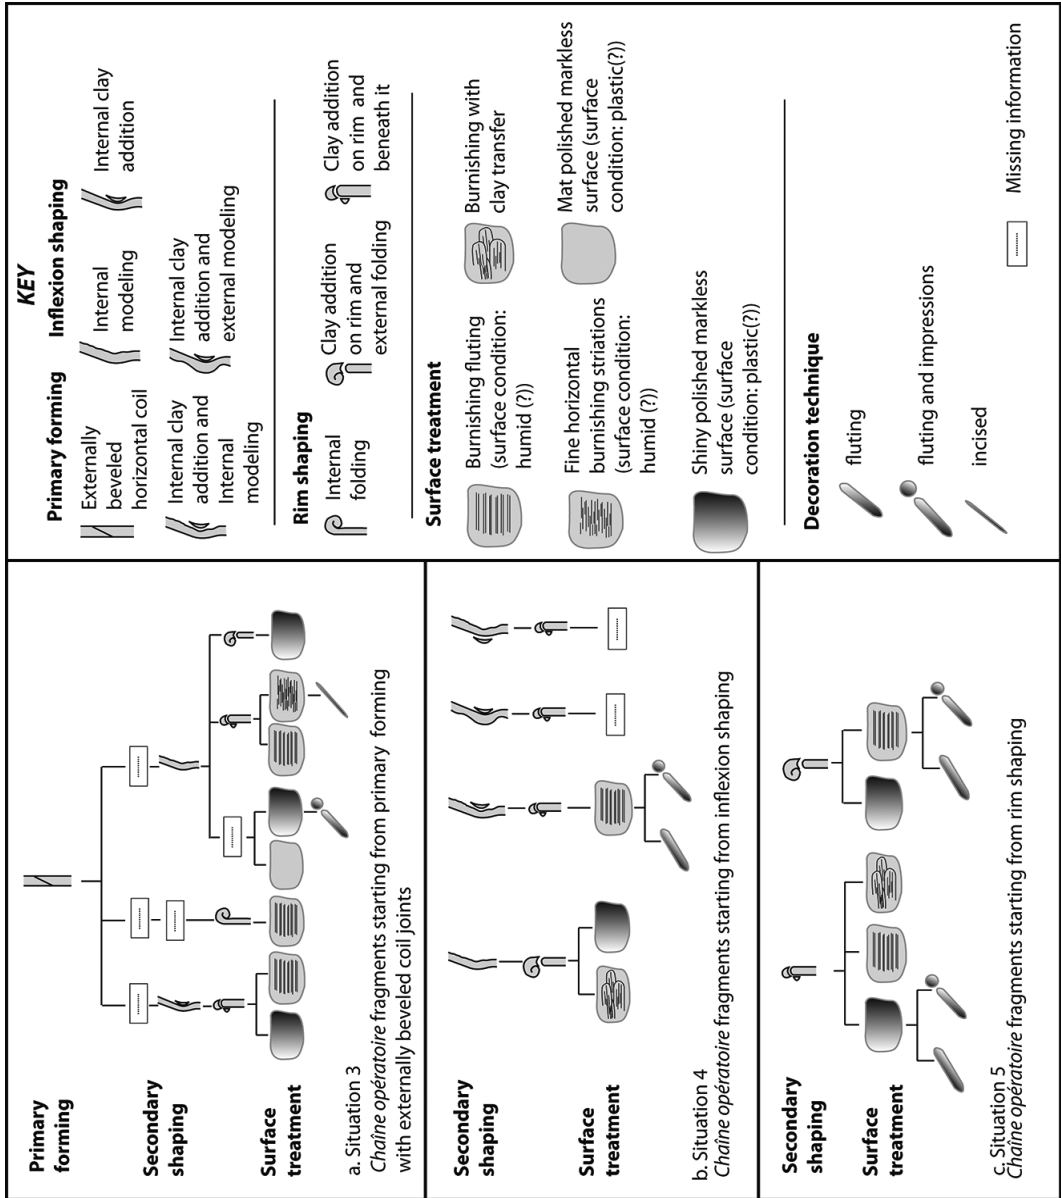 Primary
forming
Secondary
shaping
Surface
treatment
a. Situation 3
Chaîne opératoire fragments starting from primary forming
with externally beveled coil joints
Secondary
shaping
Surface
treatment
b. Situation 4
Chaîne opératoire fragments starting from inflexion shaping
Secondary
shaping
Surface
treatment
c. Situation 5
Chaîne opératoire fragments starting from rim shaping
KEY
Primary forming
Externally
beveled
horizontal coil
Inflexion shaping
Internal
modeling
Internal clay
addition
Internal clay
addition and
Internal
modeling
Internal clay
addition and
external modeling
Rim shaping
Internal
folding
Clay addition
on rim and
external folding
Clay addition
on rim and
beneath it
Surface treatment
Burnishing fluting
(surface condition:
humid (?))
Burnishing with
clay transfer
Fine horizontal
burnishing striations
(surface condition:
humid (?))
Mat polished markless
surface (surface
condition: plastic(?))
Shiny polished markless
surface (surface
condition: plastic(?))
Decoration technique
fluting
fluting and impressions
incised
Missing information